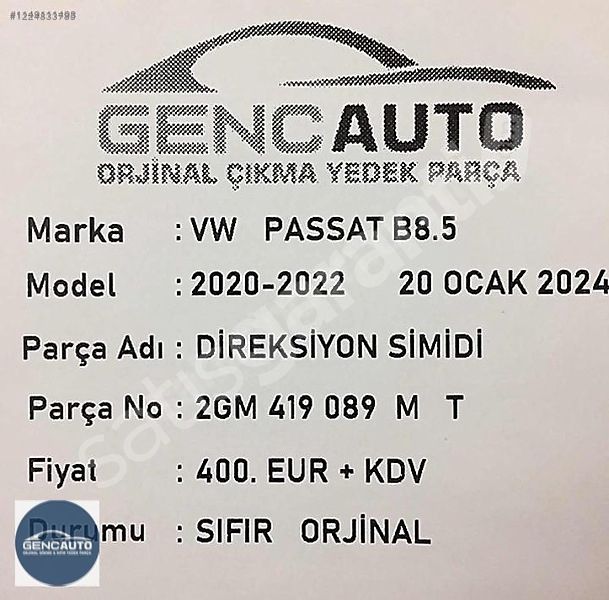 GENCAUTO
ORJİNAL ÇIKMA YEDEK PARÇA
Marka : VW PASSAT B8.5
Model : 2020-2022 20 OCAK 2024
Parça Adı : DİREKSİYON SİMİDİ
Parça No : 2GM 419 089 M T
Fiyat : 400. EUR + KDV
Durumu : SIFIR ORJİNAL
GENCAUTO
satisgaranti